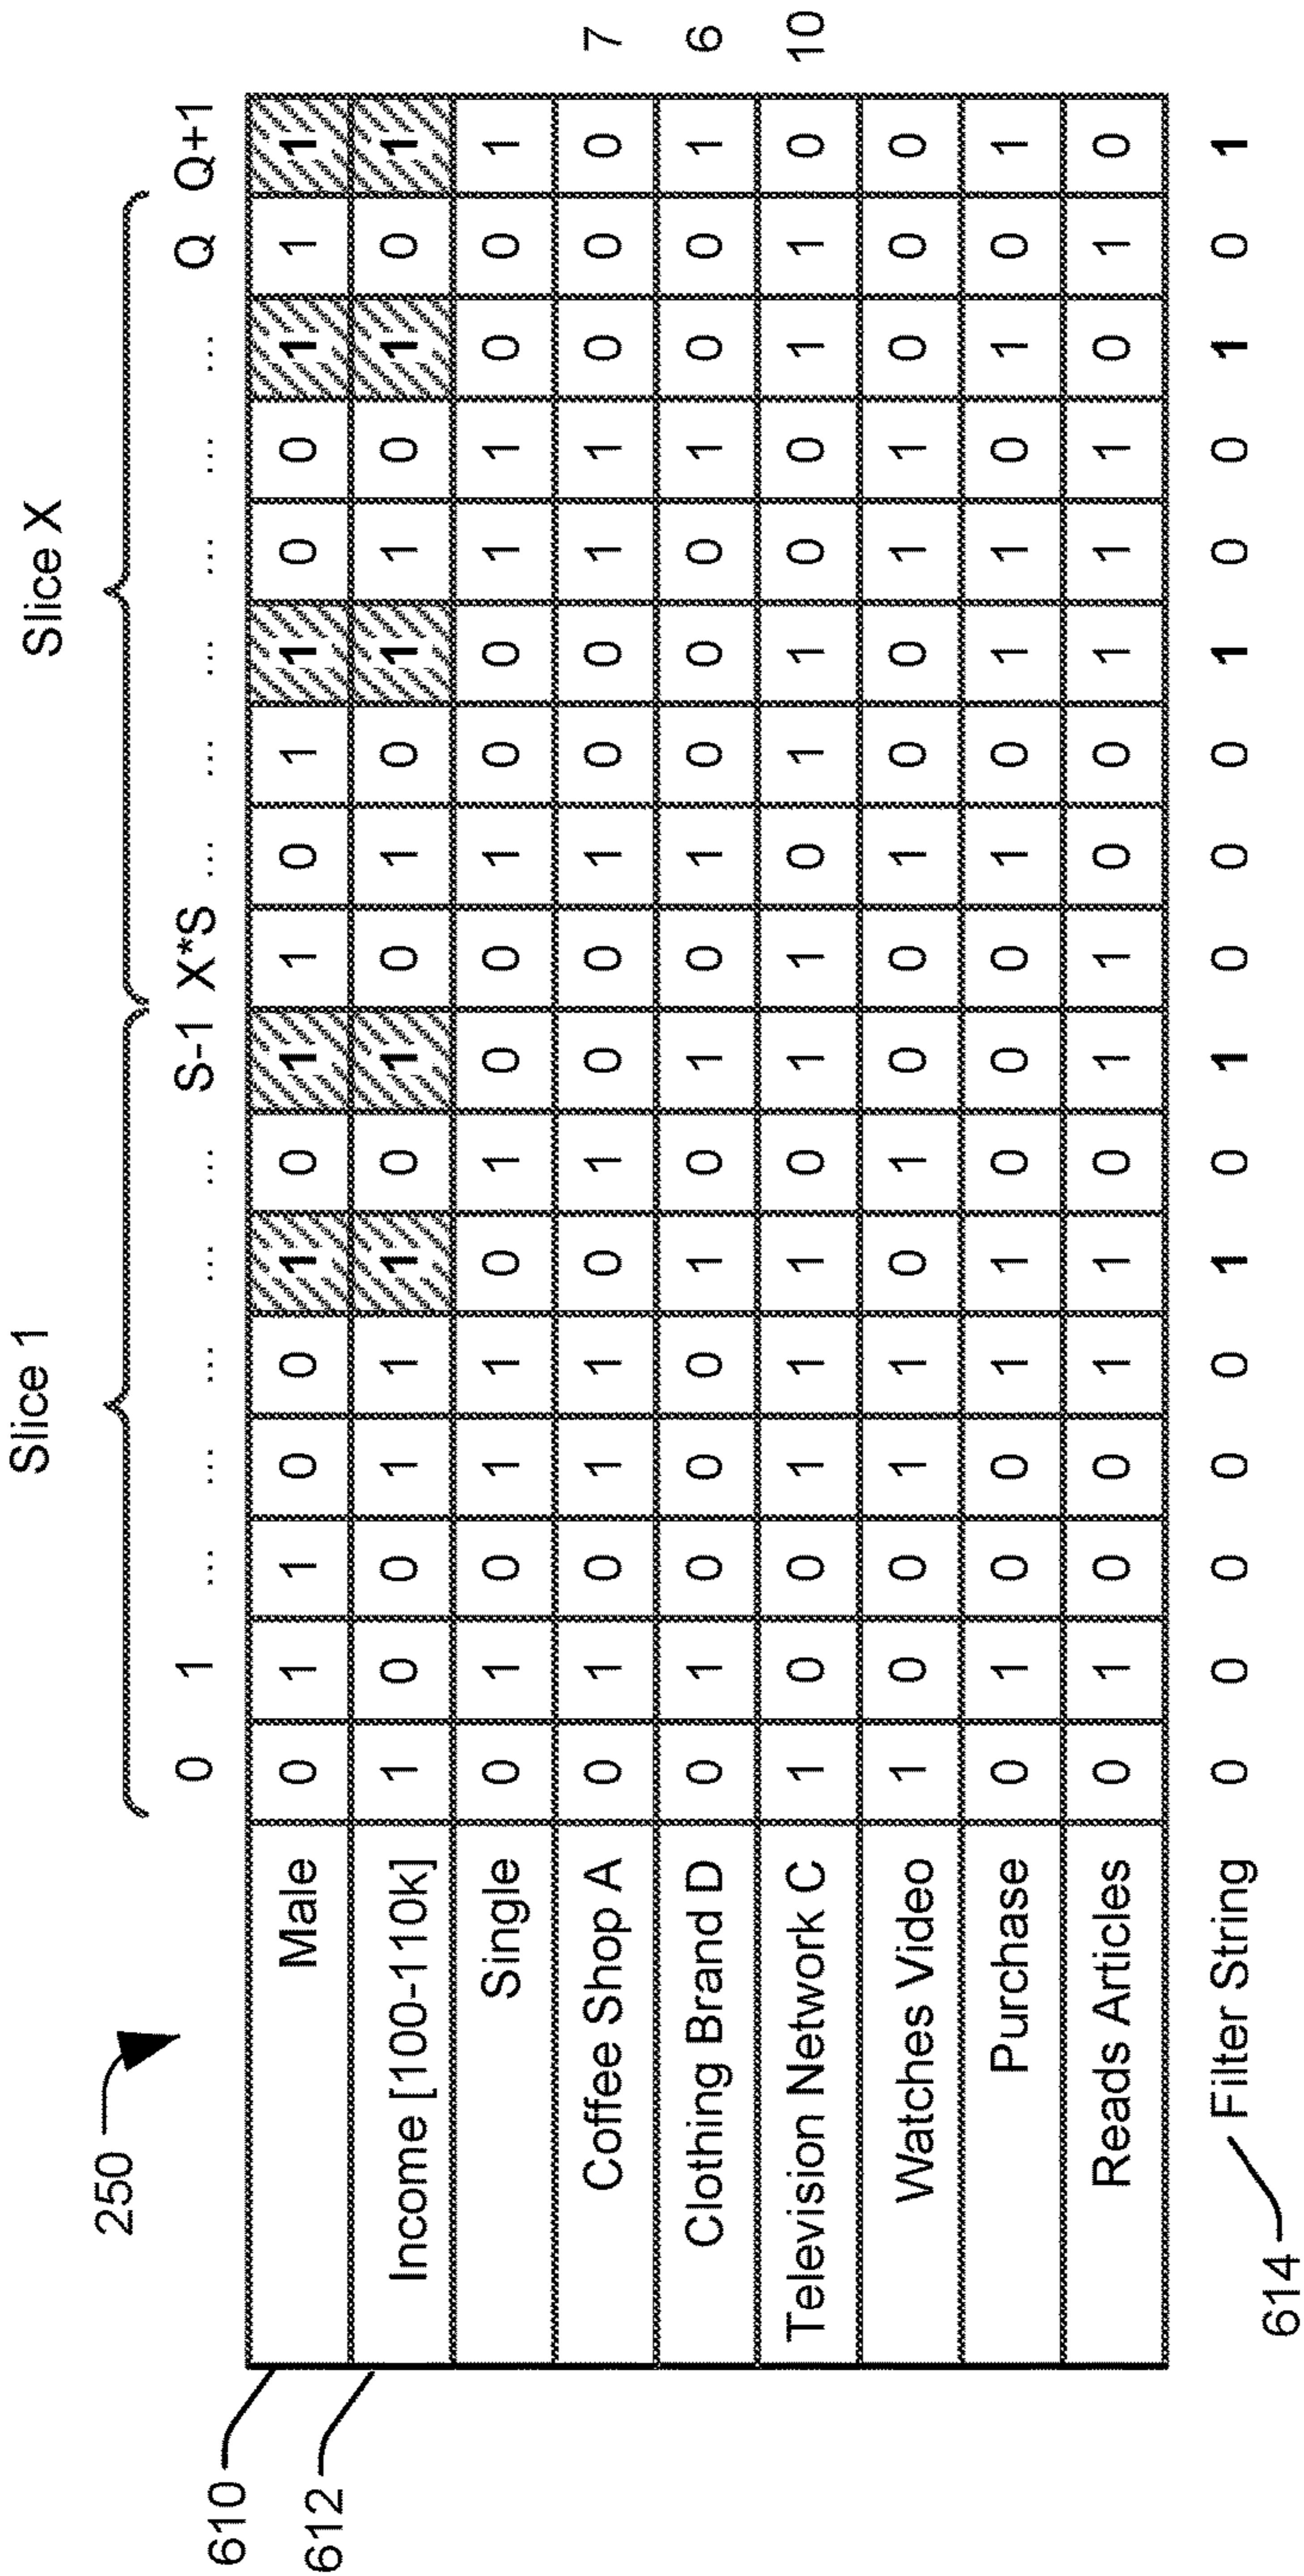 Slice 1 Slice X
250
0 1 ... ... ... ... ... S-1 X*S ... ... ... ... ... ... Q Q+1
610 Male 0 1 1 0 0 1 0 1 1 0 1 1 0 0 1 1 1
612 Income [100-110k] 1 0 0 1 1 1 0 1 0 1 0 1 1 0 1 0 1
Single 0 1 0 1 1 0 1 0 0 1 0 0 1 1 0 0 1
Coffee Shop A 0 1 0 1 1 0 1 0 0 1 0 0 1 1 0 0 0 7
Clothing Brand D 0 1 0 0 0 1 0 1 0 1 0 0 0 1 0 0 1 6
Television Network C 1 0 0 1 1 1 0 1 1 0 1 1 0 0 1 1 0 10
Watches Video 1 0 0 1 1 0 1 0 0 1 0 0 1 1 0 0 0
Purchase 0 1 0 0 1 1 0 0 0 1 0 1 1 0 1 0 1
Reads Articles 0 1 0 0 1 1 0 1 1 0 0 1 1 1 0 1 0
Filter String 0 0 0 0 0 1 0 1 0 0 0 1 0 0 1 0 1
614